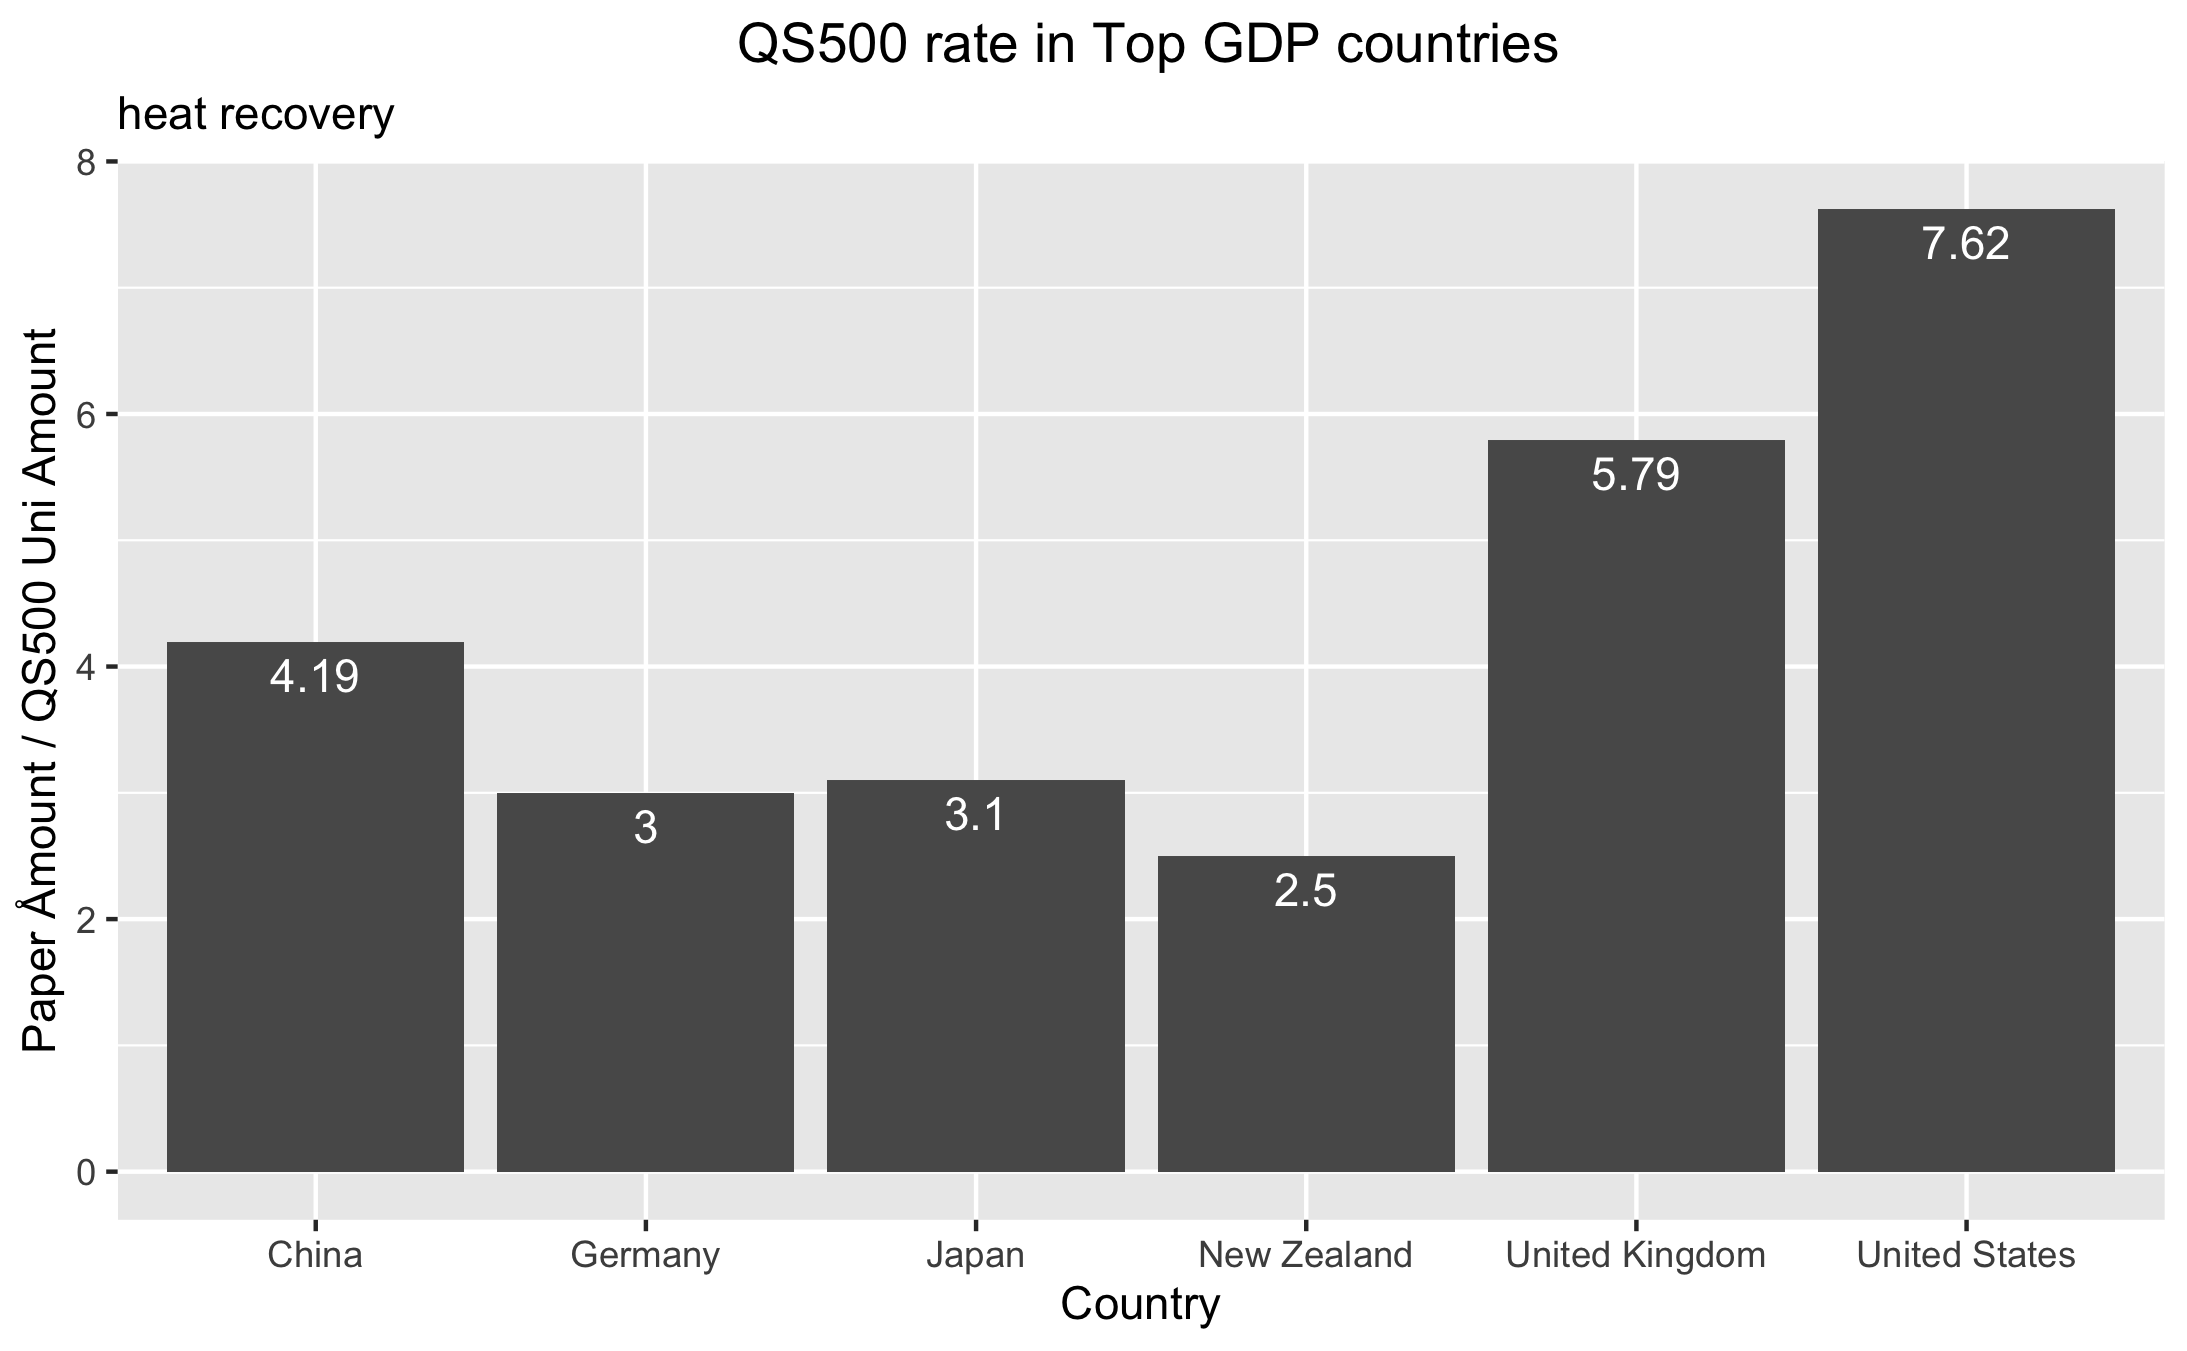 QS500 rate in Top GDP countries
heat recovery
Paper Åmount / QS500 Uni Amount
8
6
4
2
0
4.19
3
3.1
2.5
5.79
7.62
China
Germany
Japan
New Zealand
United Kingdom
United States
Country